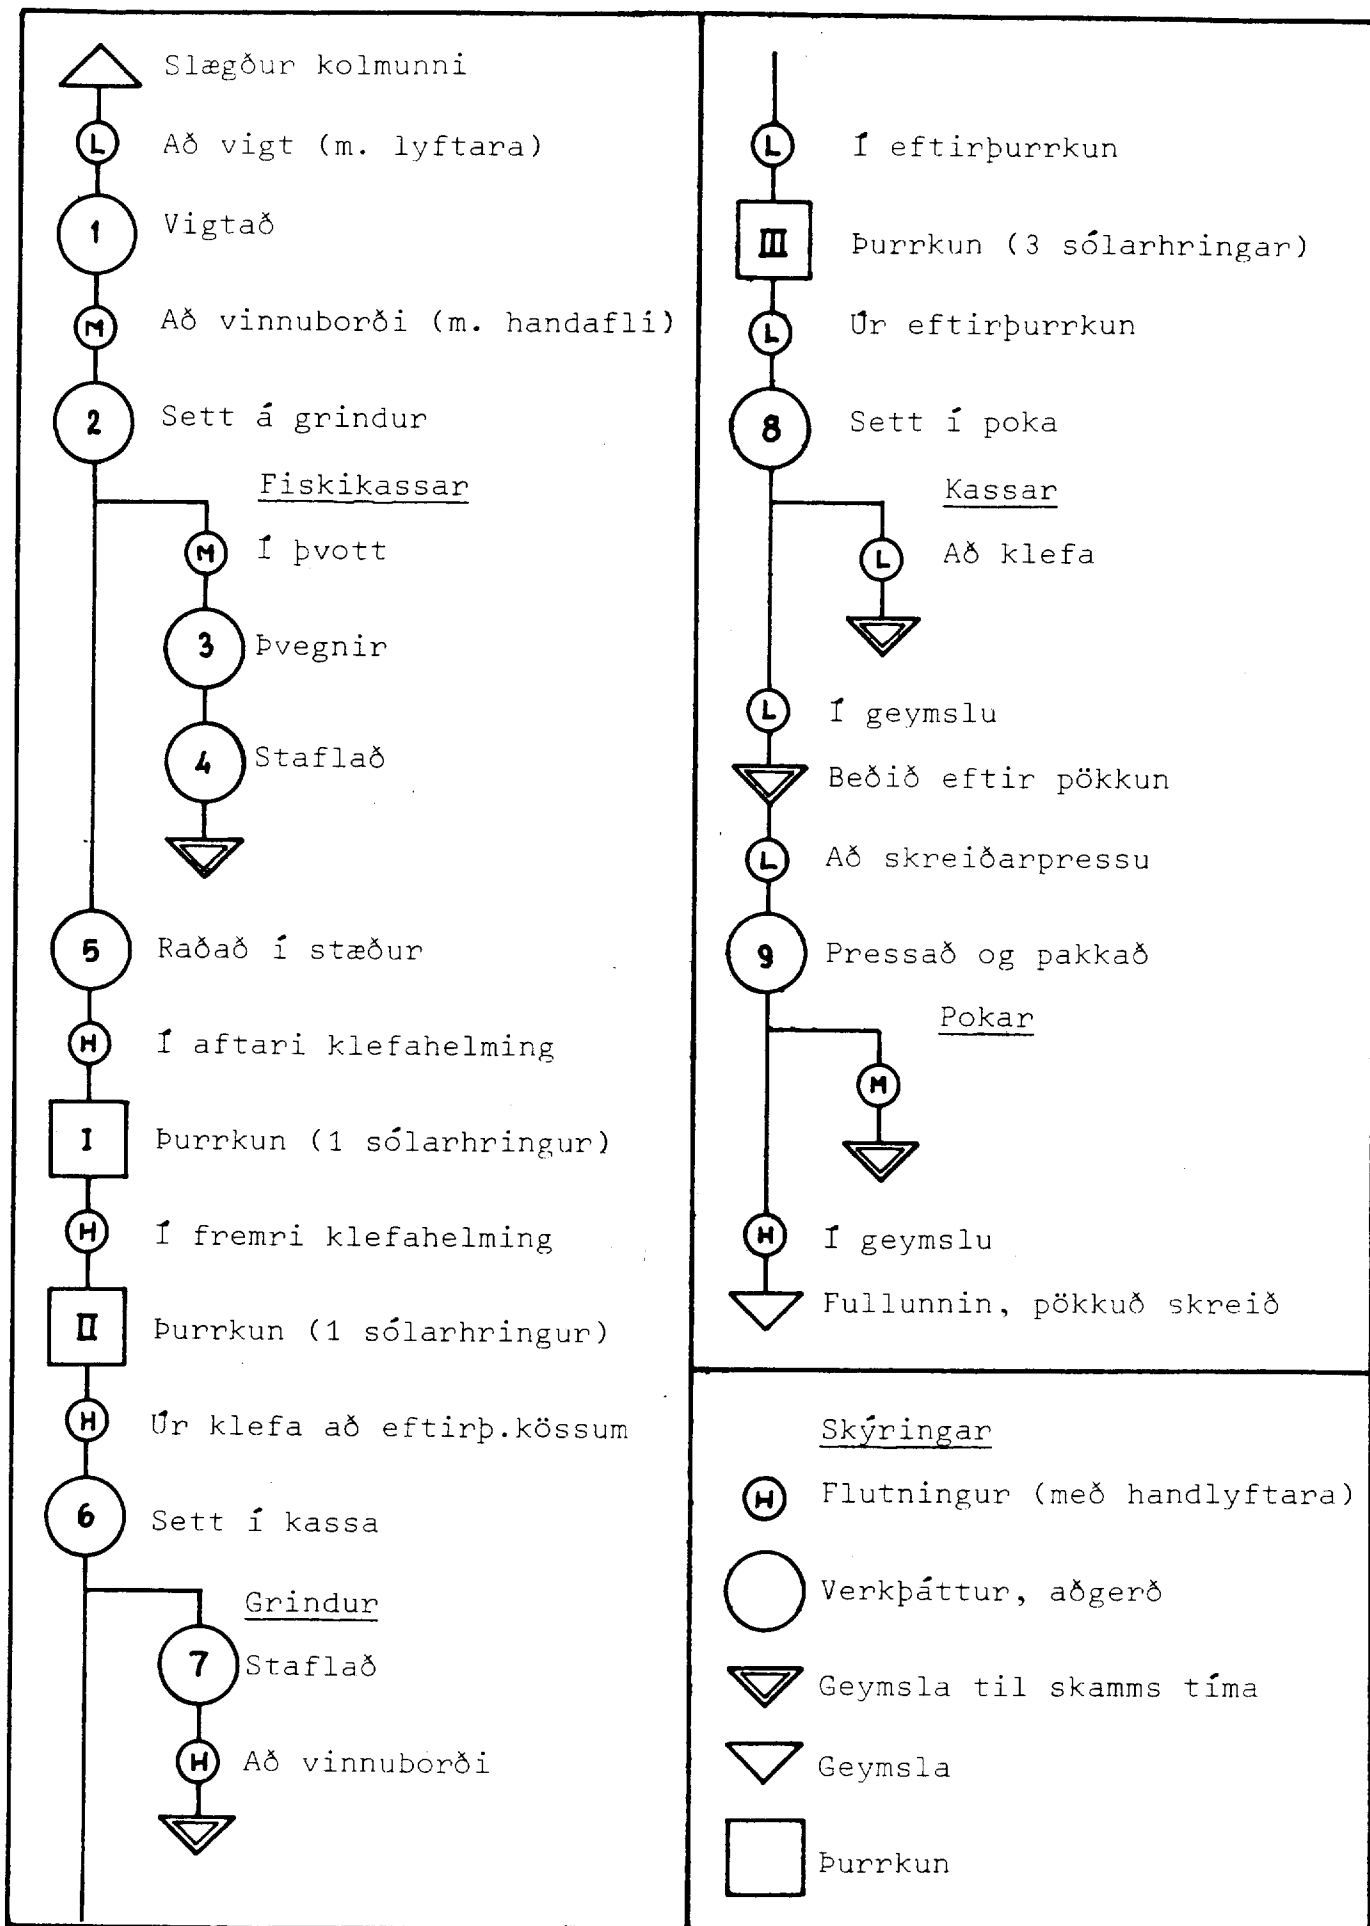 Slægður kolmunni
L Að vigt (m. lyftara)
1 Vigtað
M Að vinnuborði (m. handafli)
2 Sett á grindur
Fiskikassar
M Í þvott
3 Þvegnir
4 Staflað
5 Raðað í stæður
H Í aftari klefahelming
I Þurrkun (1 sólarhringur)
H Í fremri klefahelming
II Þurrkun (1 sólarhringur)
H Úr klefa að eftirþ.kössum
6 Sett í kassa
Grindur
7 Staflað
H Að vinnuborði
L Í eftirþurrkun
III Þurrkun (3 sólarhringar)
L Úr eftirþurrkun
8 Sett í poka
Kassar
L Að klefa
L Í geymslu
Beðið eftir pökkun
L Að skreiðarpressu
9 Pressað og pakkað
Pokar
M
H Í geymslu
Fullunnin, pökkuð skreið
Skýringar
H Flutningur (með handlyftara)
Verkþáttur, aðgerð
Geymsla til skamms tíma
Geymsla
Þurrkun